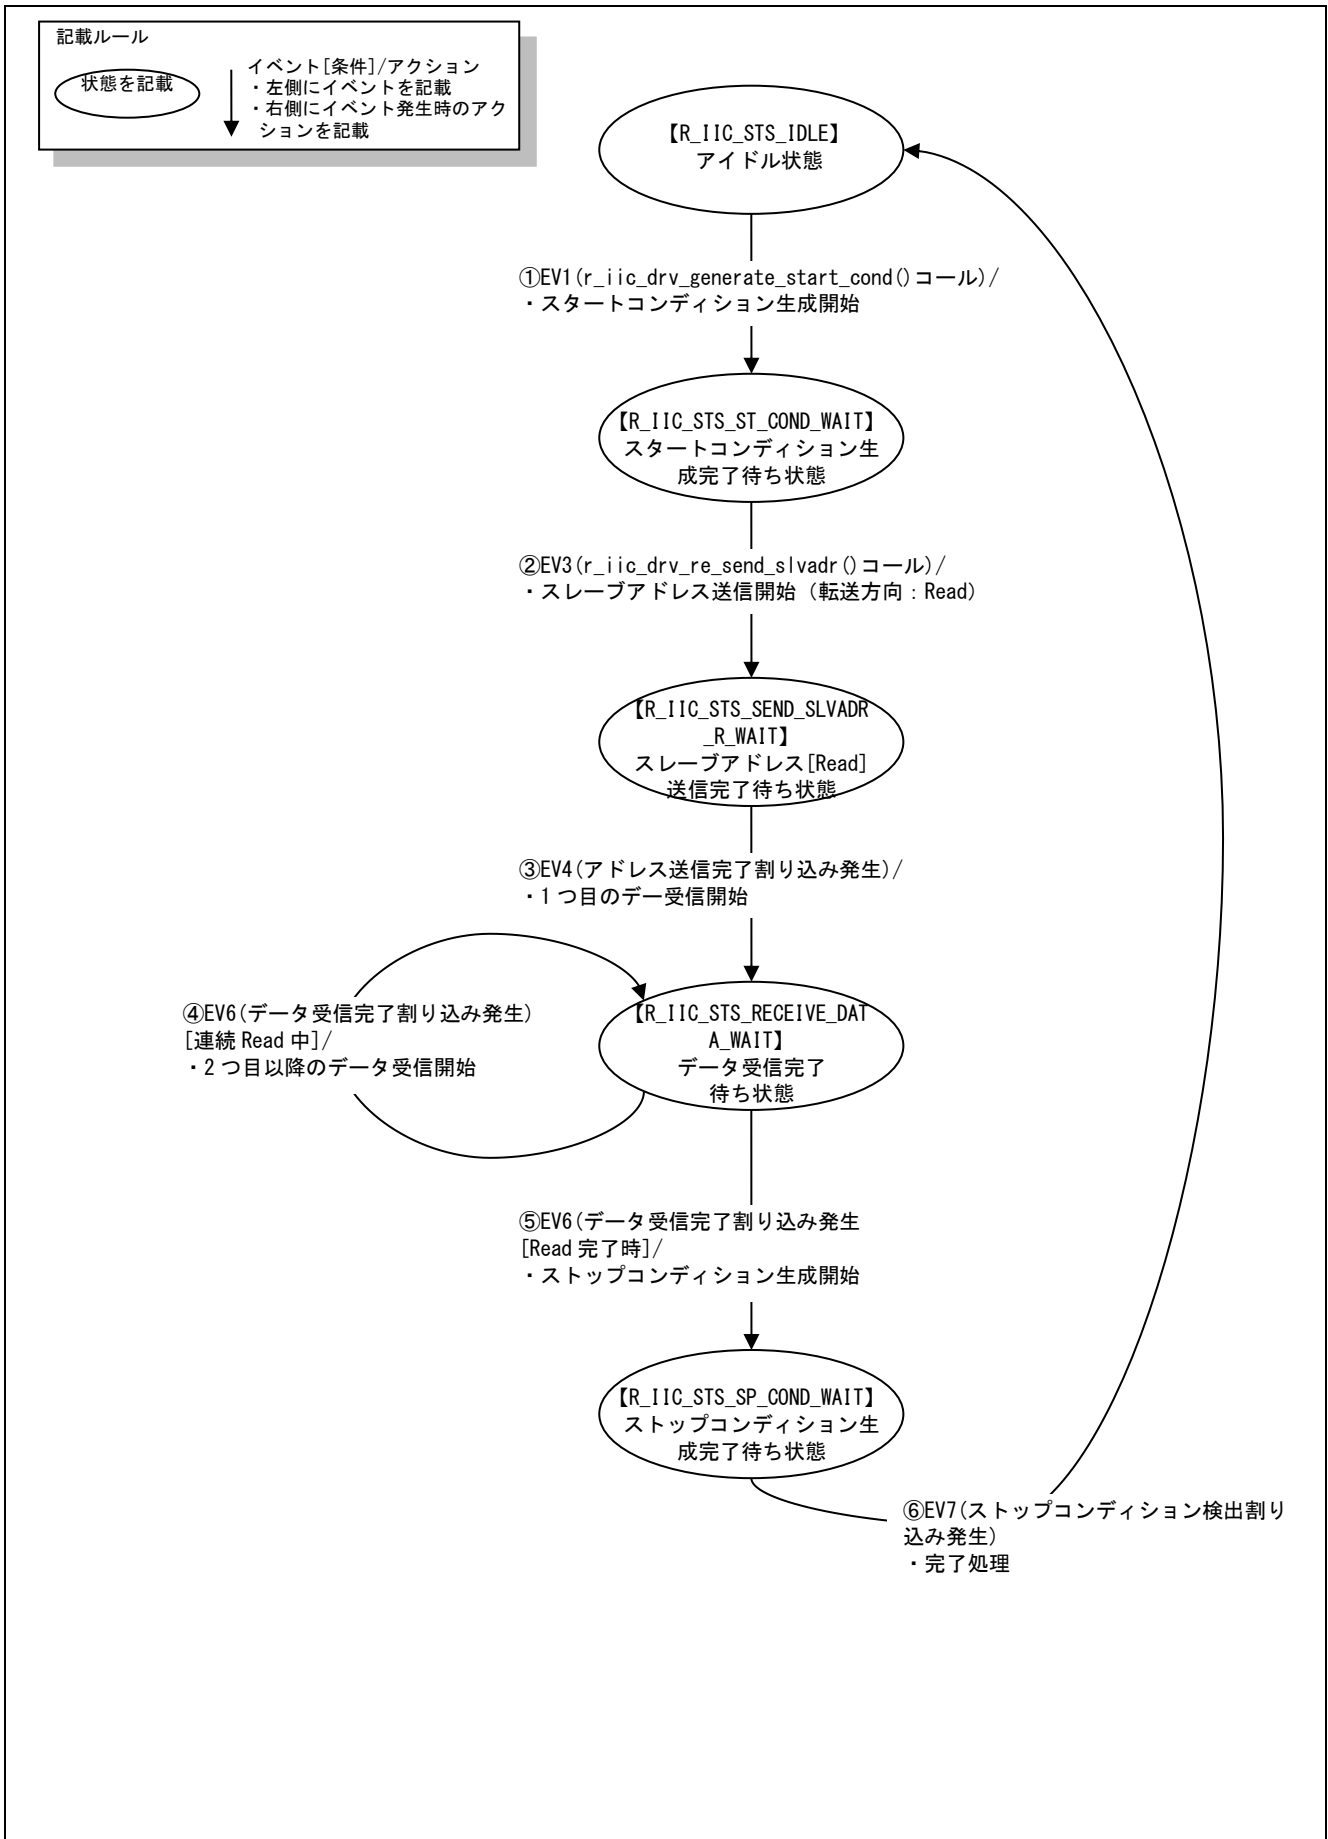 記載ルール
状態を記載
イベント[条件]/アクション
・左側にイベントを記載
・右側にイベント発生時のアク
ションを記載
【R_IIC_STS_IDLE】
アイドル状態
①EV1(r_iic_drv_generate_start_cond()コール)/
・スタートコンディション生成開始
【R_IIC_STS_ST_COND_WAIT】
スタートコンディション生
成完了待ち状態
②EV3(r_iic_drv_re_send_slvadr()コール)/
・スレーブアドレス送信開始（転送方向：Read）
【R_IIC_STS_SEND_SLVADR
_R_WAIT】
スレーブアドレス[Read]
送信完了待ち状態
③EV4(アドレス送信完了割り込み発生)/
・1つ目のデー受信開始
④EV6(データ受信完了割り込み発生)
[連続 Read 中]/
・2つ目以降のデータ受信開始
【R_IIC_STS_RECEIVE_DAT
A_WAIT】
データ受信完了
待ち状態
⑤EV6(データ受信完了割り込み発生
[Read 完了時]/
・ストップコンディション生成開始
【R_IIC_STS_SP_COND_WAIT】
ストップコンディション生
成完了待ち状態
⑥EV7(ストップコンディション検出割り
込み発生)
・完了処理